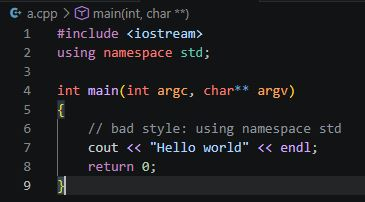 a.cpp > main(int, char **)
1 #include <iostream>
2 using namespace std;
3
4 int main(int argc, char** argv)
5 {
6     // bad style: using namespace std
7     cout << "Hello world" << endl;
8     return 0;
9 }